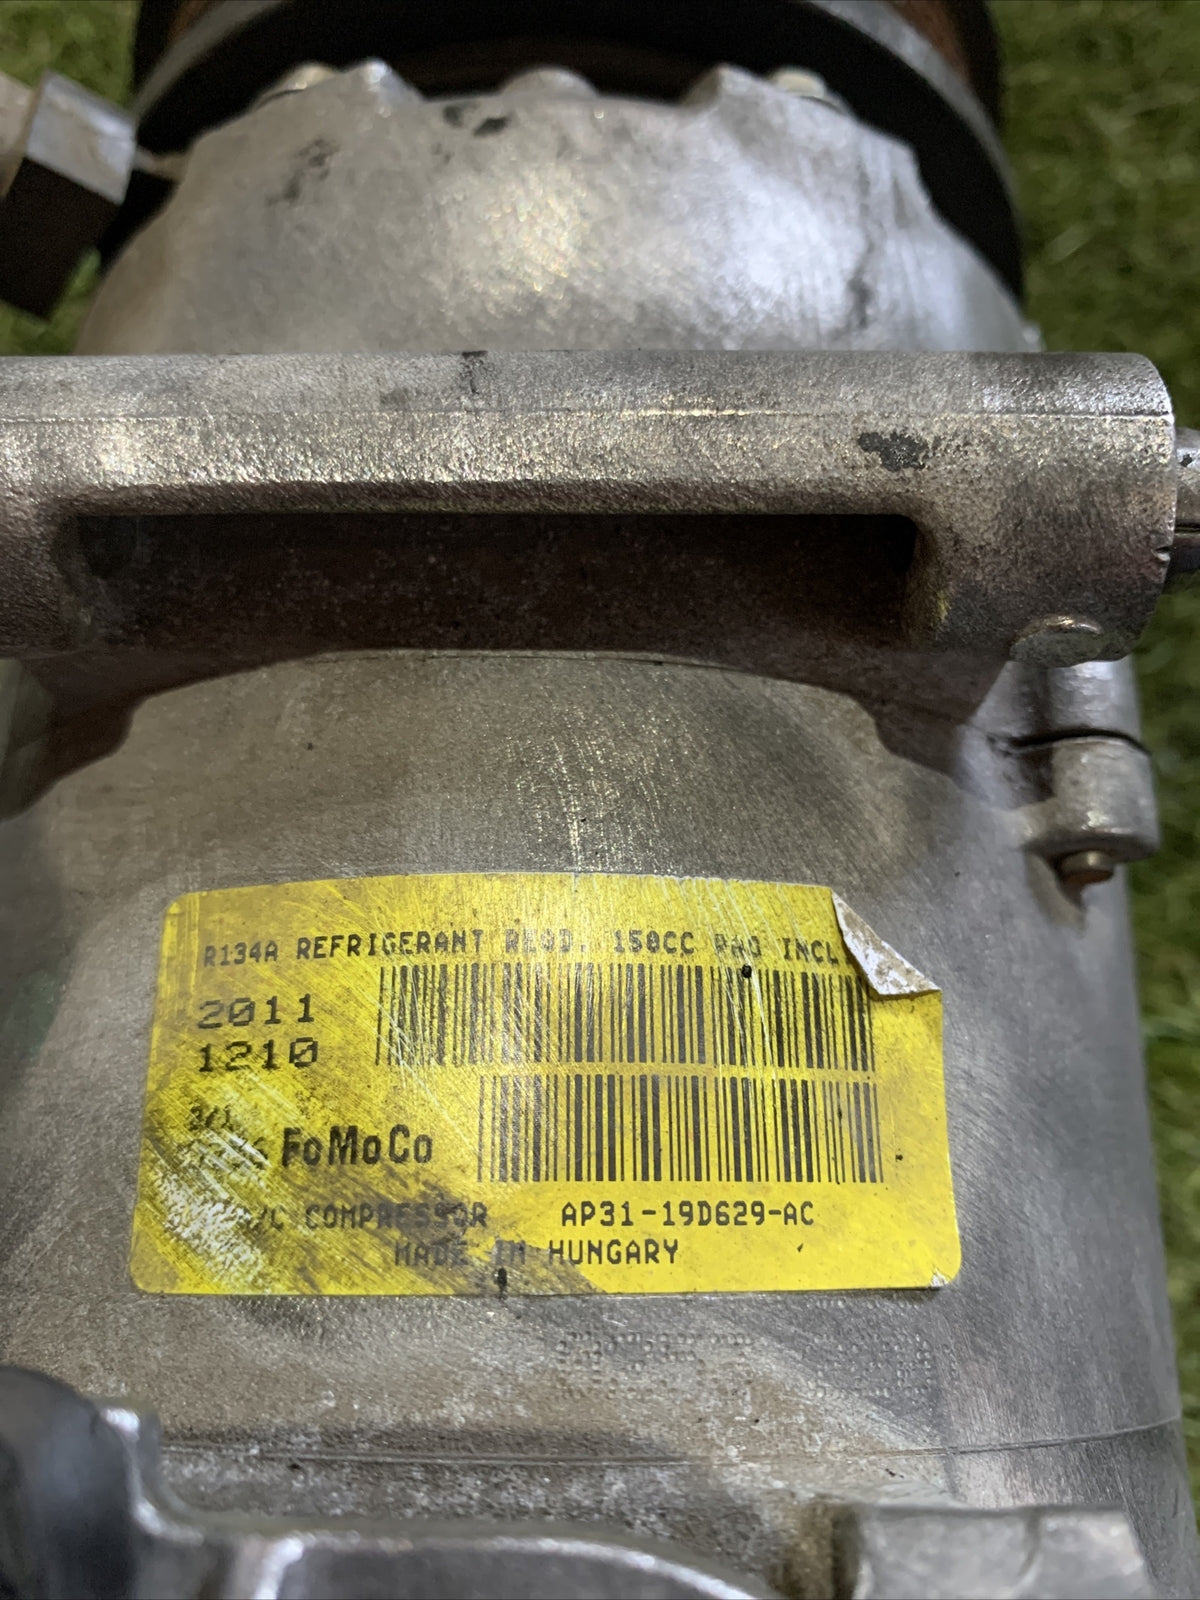 R134A REFRIGERANT REQD. 150CC PAG INCL
2011
1210
FoMoCo
A/C COMPRESSOR AP31-19D629-AC
MADE IN HUNGARY